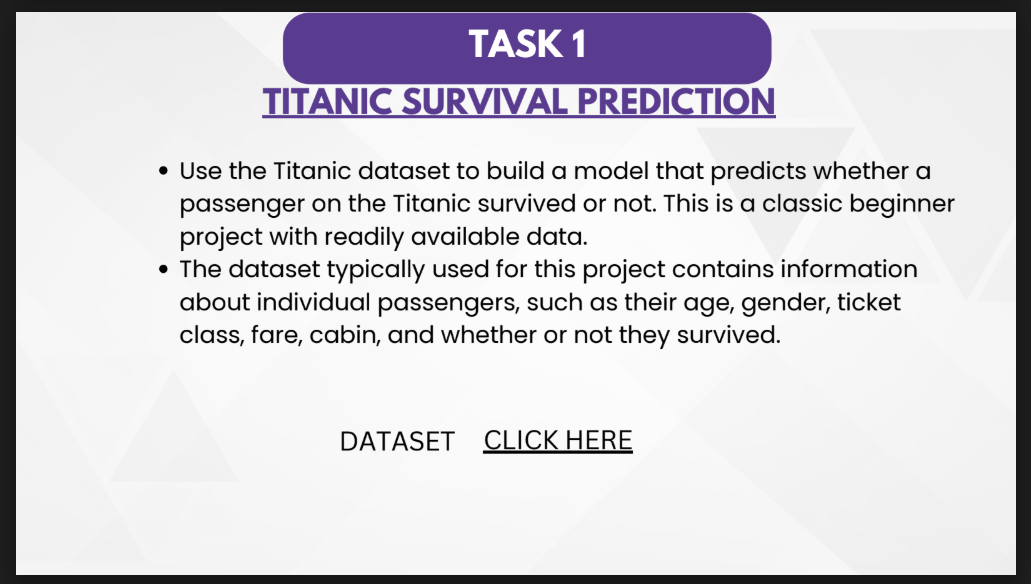 TASK 1
TITANIC SURVIVAL PREDICTION
• Use the Titanic dataset to build a model that predicts whether a
passenger on the Titanic survived or not. This is a classic beginner
project with readily available data.
• The dataset typically used for this project contains information
about individual passengers, such as their age, gender, ticket
class, fare, cabin, and whether or not they survived.
DATASET CLICK HERE